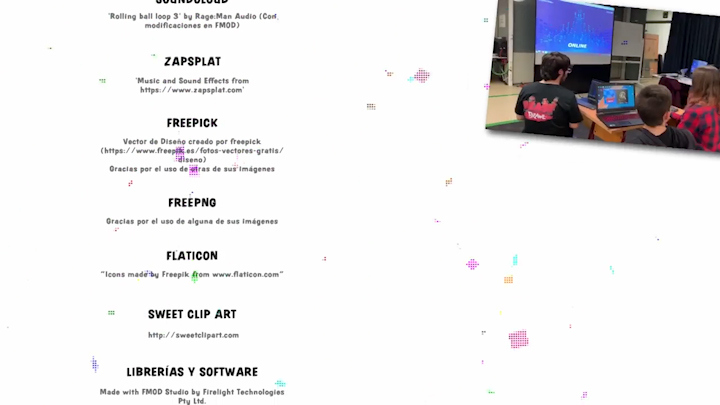 SOUNDCLOUD
'Rolling ball loop 3' by Rage:Man Audio (Con
modificaciones en FMOD)
ZAPSPLAT
'Music and Sound Effects from
https://www.zapsplat.com'
FREEPICK
Vector de Diseño creado por freepick
(https://www.freepik.es/fotos-vectores-gratis/
diseno)
Gracias por el uso de otras de sus imágenes
FREEPNG
Gracias por el uso de alguna de sus imágenes
FLATICON
"Icons made by Freepik from www.flaticon.com"
SWEET CLIP ART
http://sweetclipart.com
LIBRERÍAS Y SOFTWARE
Made with FMOD Studio by Firelight Technologies
Pty Ltd.
ONLINE